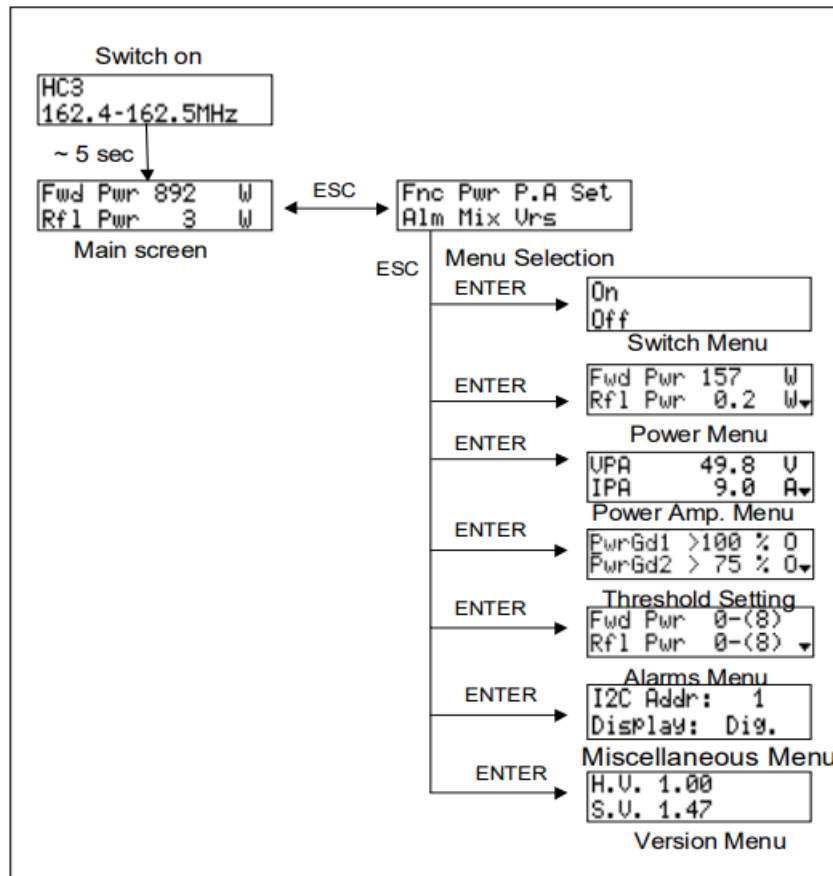 Switch on
HC3
162.4-162.5MHz
~ 5 sec
Fwd Pwr 892 W
Rfl Pwr 3 W
Main screen
ESC
Fnc Pwr P.A Set
Alm Mix Vrs
ESC
Menu Selection
ENTER
On
Off
Switch Menu
ENTER
Fwd Pwr 157 W
Rfl Pwr 0.2 W▾
Power Menu
ENTER
VPA 49.8 V
IPA 9.0 A▾
Power Amp. Menu
ENTER
PwrGd1 >100 % O
PwrGd2 > 75 % O▾
Threshold Setting
ENTER
Fwd Pwr 0-(8)
Rfl Pwr 0-(8) ▾
Alarms Menu
ENTER
I2C Addr: 1
Display: Dig.
Miscellaneous Menu
ENTER
H.V. 1.00
S.V. 1.47
Version Menu